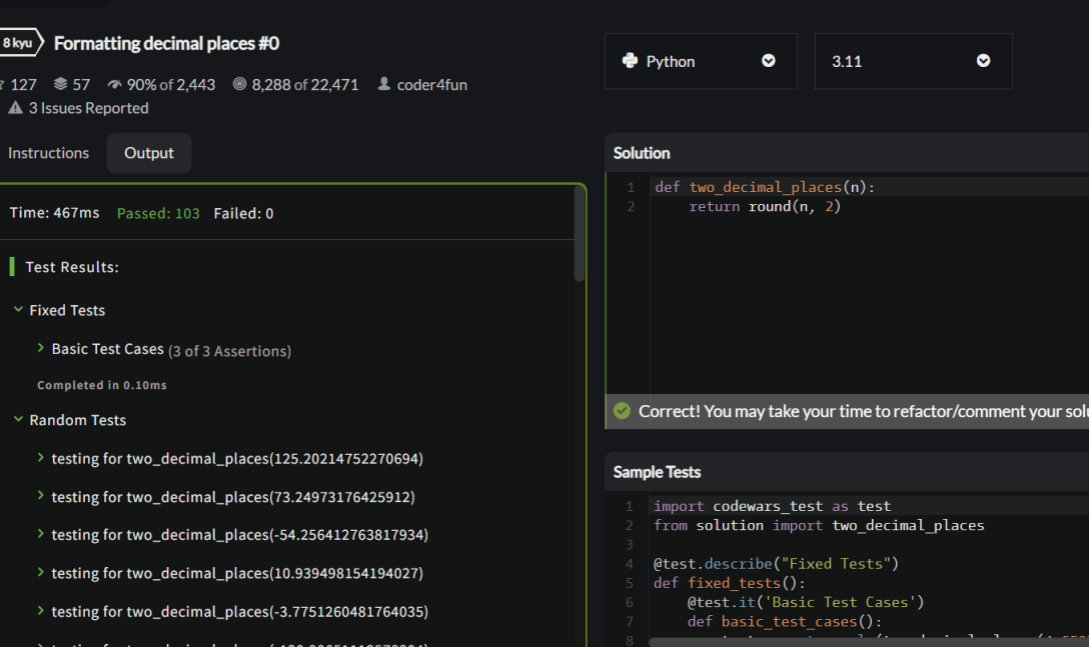 8 kyu Formatting decimal places #0
127 57 90% of 2,443 8,288 of 22,471 coder4fun
3 Issues Reported
Instructions Output
Time: 467ms Passed: 103 Failed: 0
Test Results:
Fixed Tests
Basic Test Cases (3 of 3 Assertions)
Completed in 0.10ms
Random Tests
testing for two_decimal_places(125.20214752270694)
testing for two_decimal_places(73.24973176425912)
testing for two_decimal_places(-54.256412763817934)
testing for two_decimal_places(10.939498154194027)
testing for two_decimal_places(-3.7751260481764035)
Python 3.11
Solution
1 def two_decimal_places(n):
2 return round(n, 2)
Correct! You may take your time to refactor/comment your
Sample Tests
1 import codewars_test as test
2 from solution import two_decimal_places
3
4 @test.describe("Fixed Tests")
5 def fixed_tests():
6 @test.it('Basic Test Cases')
7 def basic_test_cases():
8